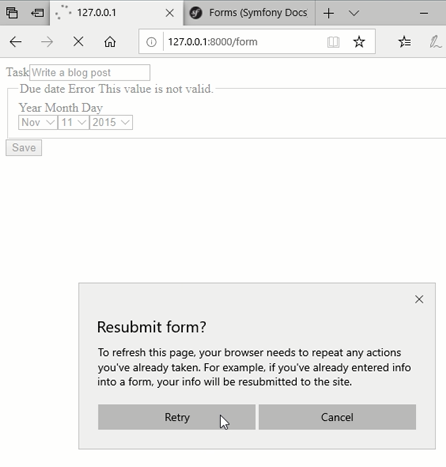 127.0.0.1
Forms (Symfony Docs
127.0.0.1:8000/form
Task Write a blog post
Due date Error This value is not valid.
Year Month Day
Nov 11 2015
Save
Resubmit form?
To refresh this page, your browser needs to repeat any actions
you've already taken. For example, if you've already entered info
into a form, your info will be resubmitted to the site.
Retry Cancel